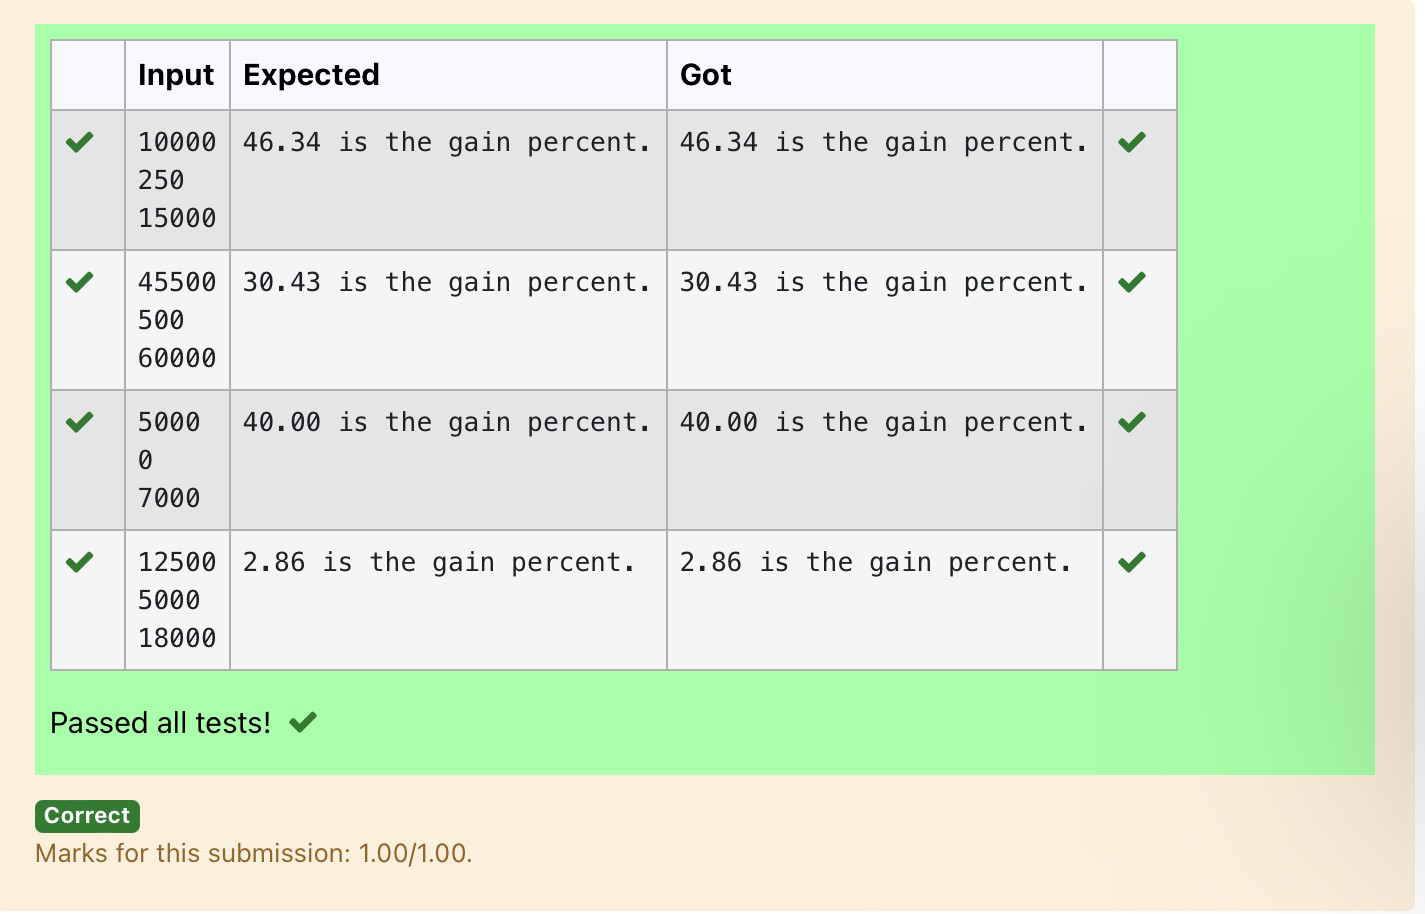 Input Expected Got
10000 46.34 is the gain percent. 46.34 is the gain percent.
250
15000
45500 30.43 is the gain percent. 30.43 is the gain percent.
500
60000
5000 40.00 is the gain percent. 40.00 is the gain percent.
0
7000
12500 2.86 is the gain percent. 2.86 is the gain percent.
5000
18000
Passed all tests!
Correct
Marks for this submission: 1.00/1.00.